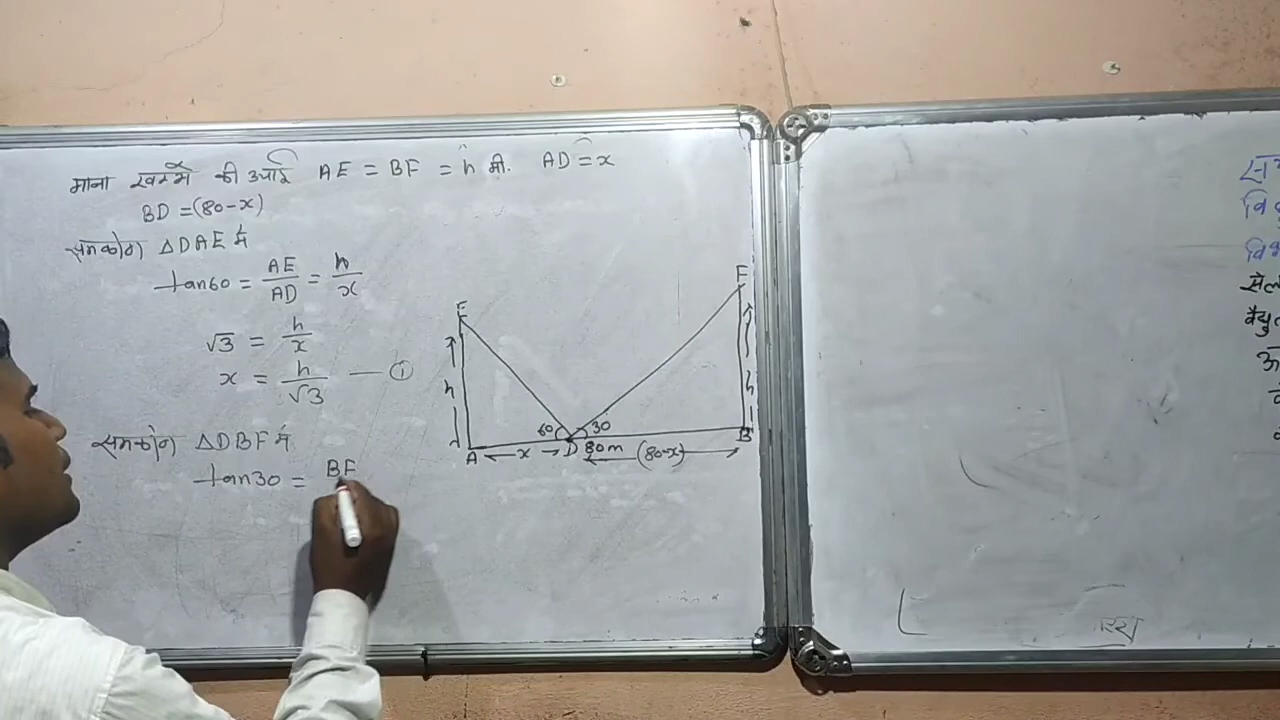 माना खम्भे की ऊंचाई AE = BF = h मी. AD = x
BD = (80-x)
समकोण ΔDAE में
tan60 = AE/AD = h/x
√3 = h/x
x = h/√3 — ①
समकोण ΔDBF में
tan30 = BF
E
F
h
h
60
30
A
x
D
80m
(80-x)
B